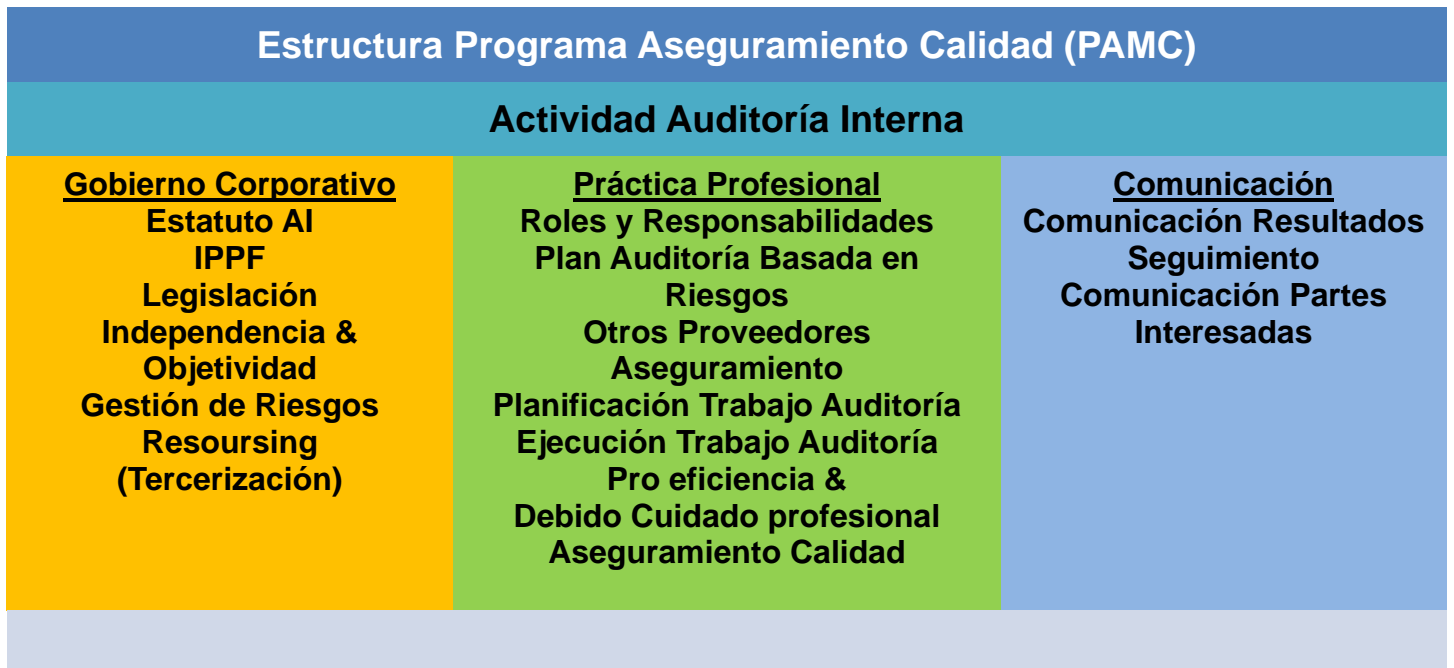 Estructura Programa Aseguramiento Calidad (PAMC)
Actividad Auditoría Interna
Gobierno Corporativo
Estatuto AI
IPPF
Legislación
Independencia &
Objetividad
Gestión de Riesgos
Resoursing
(Tercerización)
Práctica Profesional
Roles y Responsabilidades
Plan Auditoría Basada en
Riesgos
Otros Proveedores
Aseguramiento
Planificación Trabajo Auditoría
Ejecución Trabajo Auditoría
Pro eficiencia &
Debido Cuidado profesional
Aseguramiento Calidad
Comunicación
Comunicación Resultados
Seguimiento
Comunicación Partes
Interesadas